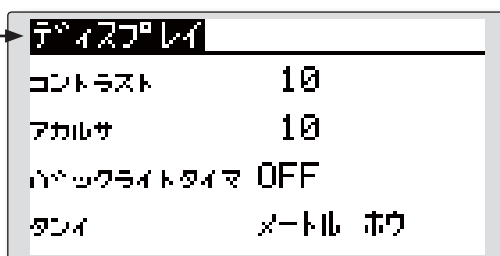 ディスプレイ
コントラスト 10
アカルサ 10
バックライトタイマ OFF
タンイ メートル ホウ